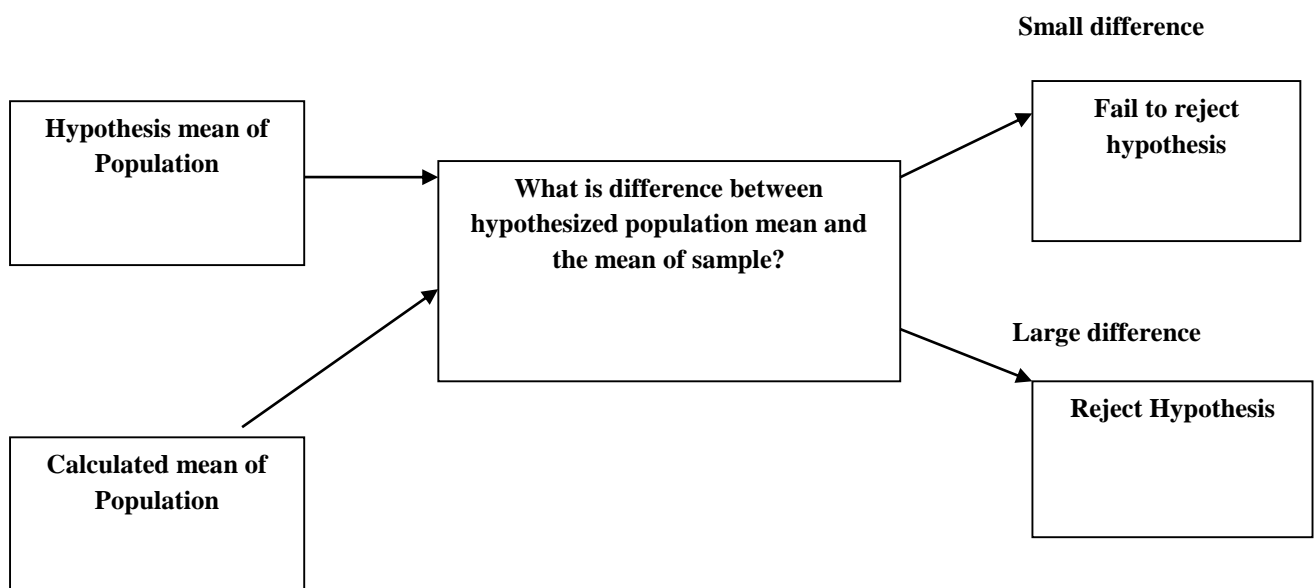 Hypothesis mean of
Population
Calculated mean of
Population
What is difference between
hypothesized population mean and
the mean of sample?
Small difference
Fail to reject
hypothesis
Large difference
Reject Hypothesis